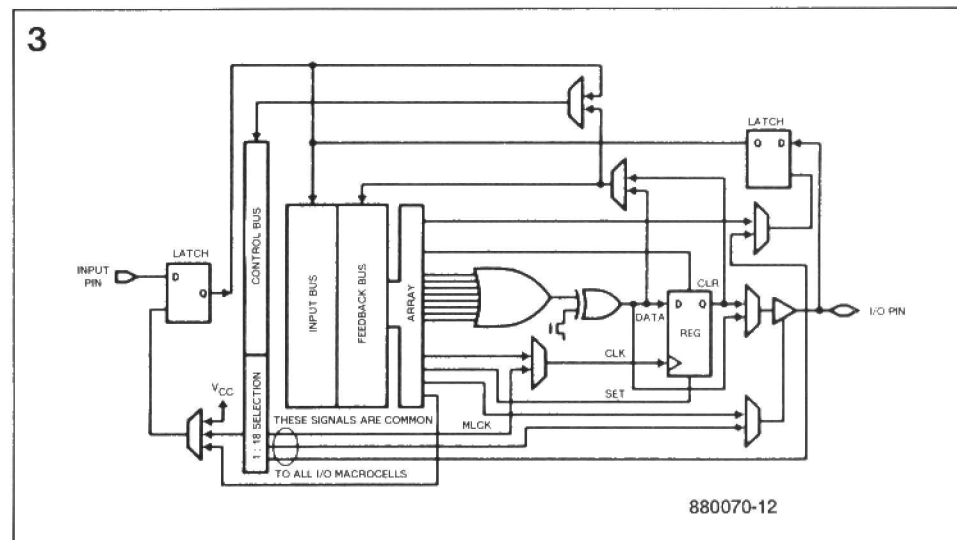 3
LATCH
Q D
CONTROL BUS
LATCH
INPUT PIN
D
Q
INPUT BUS
FEEDBACK BUS
ARRAY
CLR
I/O PIN
DATA
D Q
REG
CLK
SET
VCC
1 : 18 SELECTION
THESE SIGNALS ARE COMMON
MLCK
TO ALL I/O MACROCELLS
880070-12